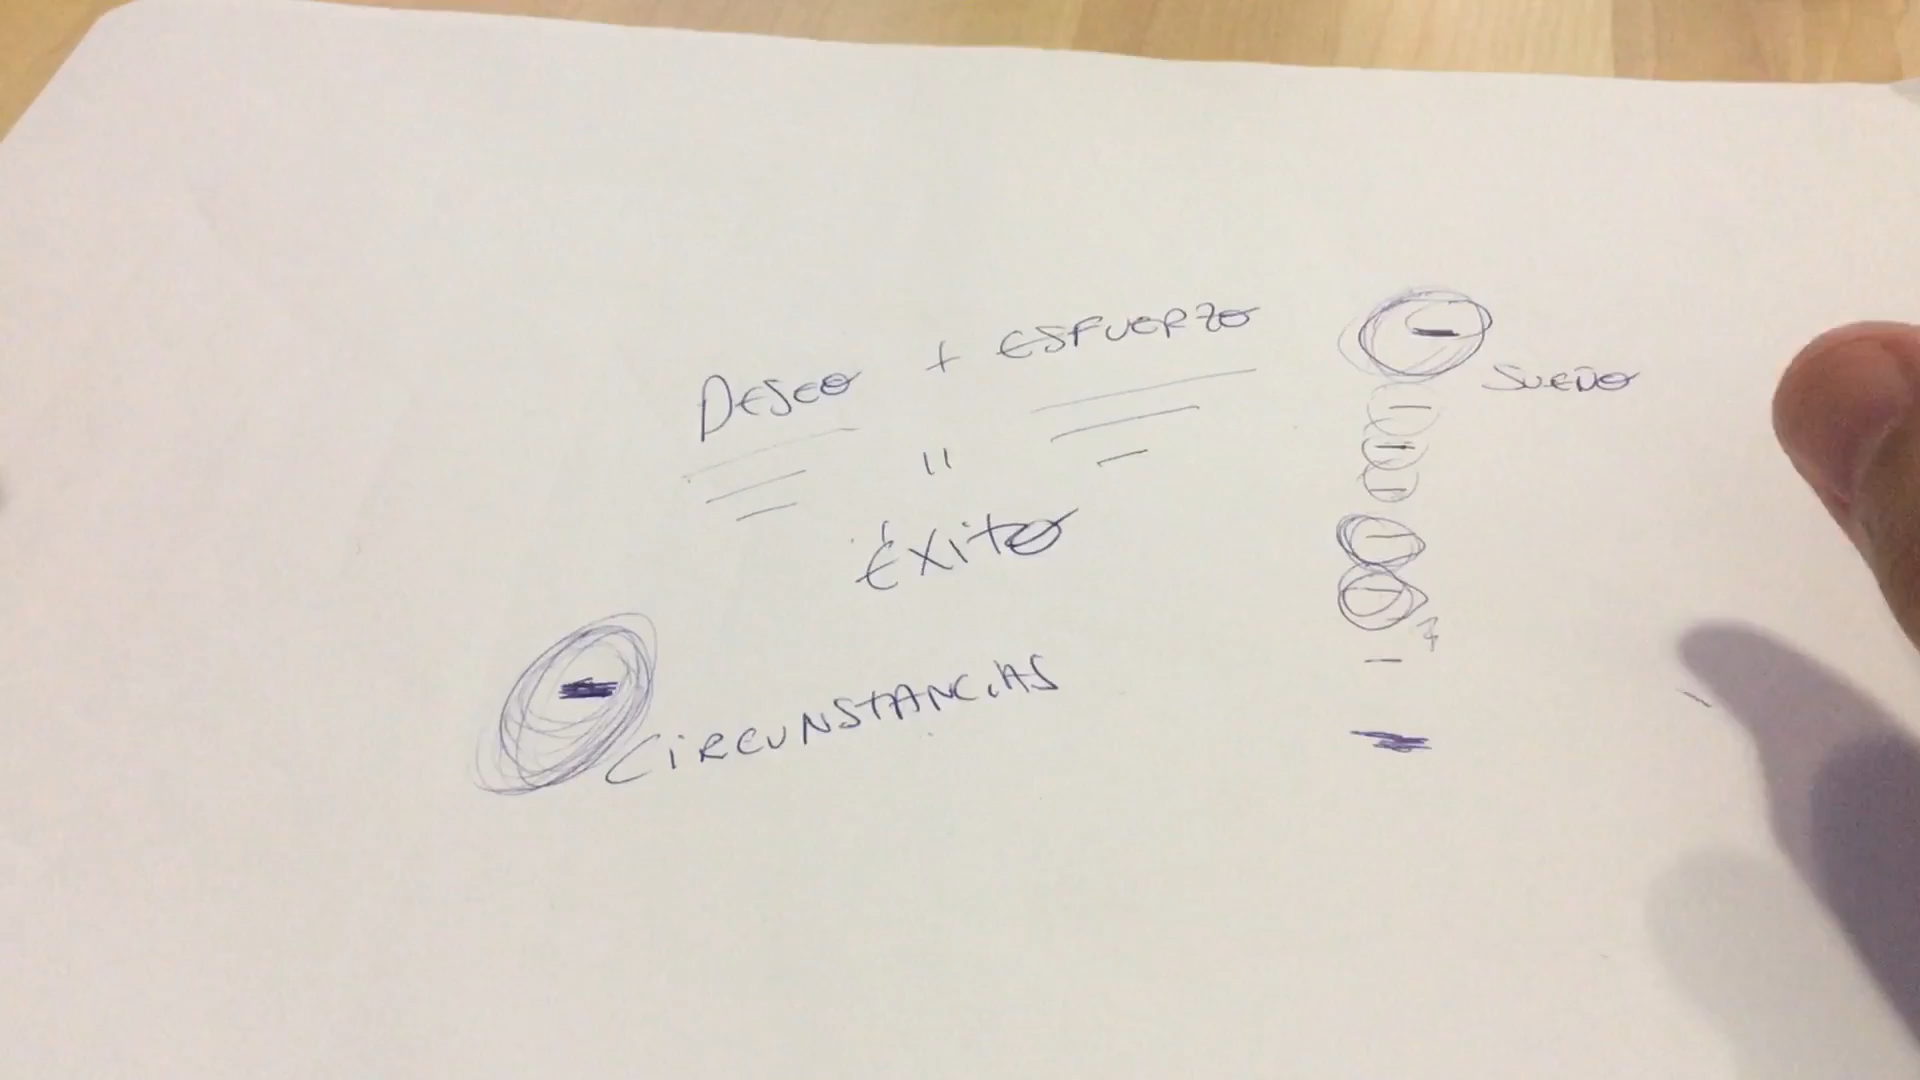 Deseo + ESFUERZO
=
Éxito
SUEÑO
CIRCUNSTANCIAS